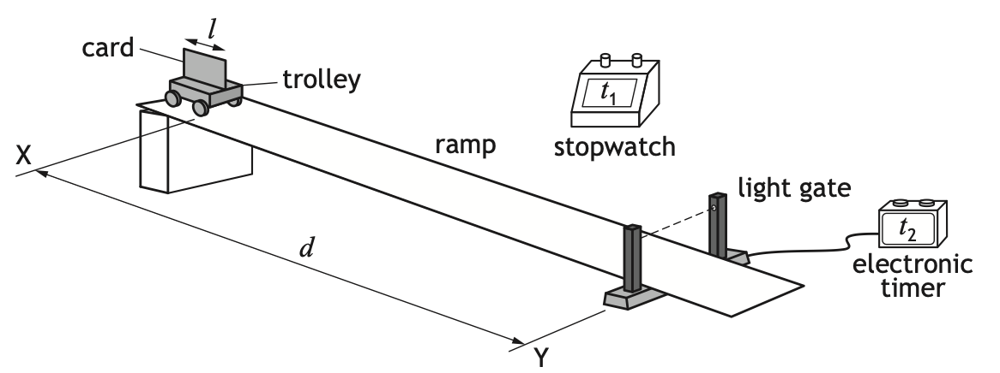 l
card
trolley
t₁
stopwatch
ramp
X
light gate
t₂
electronic
timer
d
Y